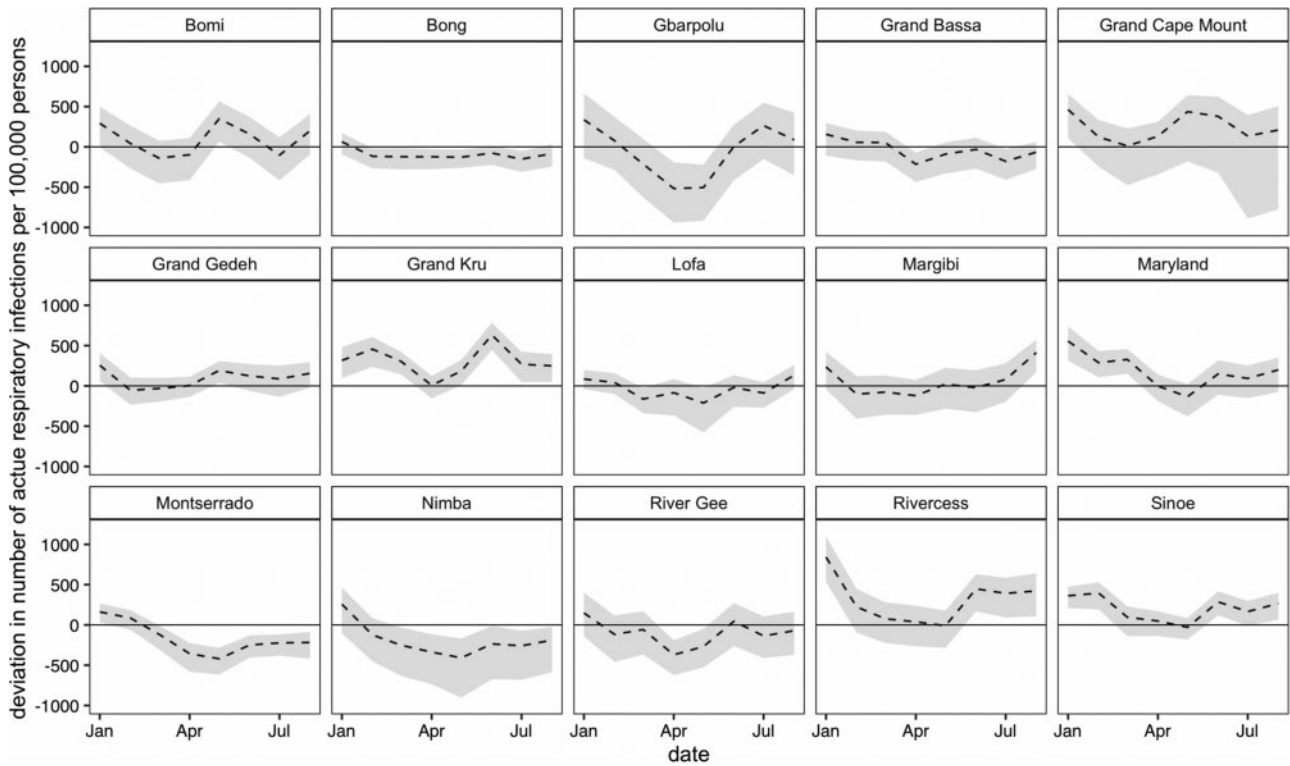 deviation in number of actue respiratory infections per 100,000 persons
Bomi Bong Gbarpolu Grand Bassa Grand Cape Mount
1000
500
0
-500
-1000
Grand Gedeh Grand Kru Lofa Margibi Maryland
1000
500
0
-500
-1000
Montserrado Nimba River Gee Rivercess Sinoe
1000
500
0
-500
-1000
Jan Apr Jul Jan Apr Jul Jan Apr Jul Jan Apr Jul Jan Apr Jul
date